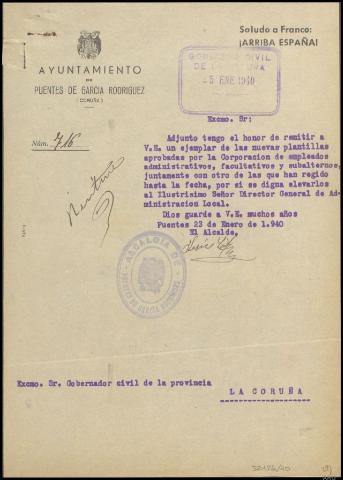 Saludo a Franco:
¡ARRIBA ESPAÑA!
AYUNTAMIENTO
DE
PUENTES DE GARCIA RODRIGUEZ
(CORUÑA)
GOBIERNO CIVIL
5 ENE 1940
Núm. 716
Excmo. Sr:
Adjunto tengo el honor de remitir a
V.E. un ejemplar de las nuevas plantillas
aprobadas por la Corporacion de empleados
administrativos, facultativos y subalternos,
juntamente con otro de las que han regido
hasta la fecha, por si se digna elevarlos
al Ilustrisimo Señor Director General de Ad-
ministracion Local.
Dios guarde a V.E. muchos años
Puentes 23 de Enero de 1.940
El Alcalde,
ALCALDIA DE
Excmo. Sr. Gobernador civil de la provincia
LA CORUÑA